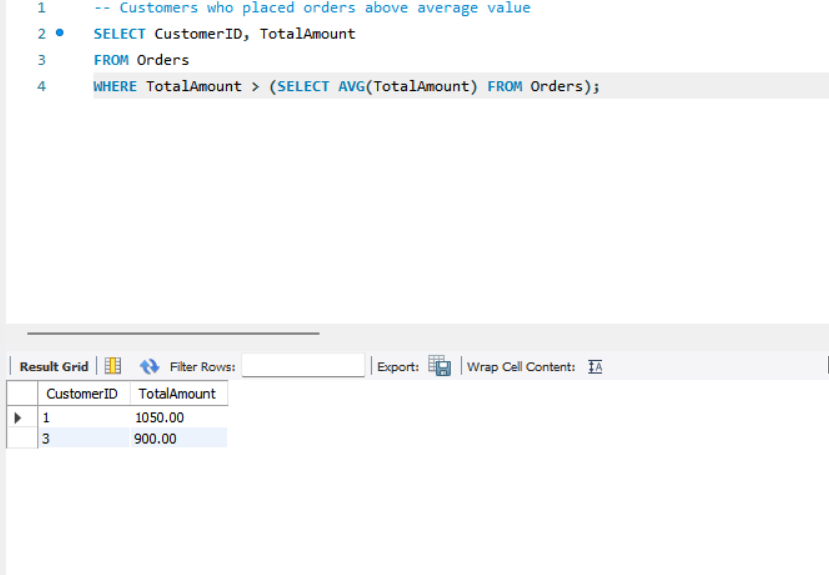 1 -- Customers who placed orders above average value
2 SELECT CustomerID, TotalAmount
3 FROM Orders
4 WHERE TotalAmount > (SELECT AVG(TotalAmount) FROM Orders);
Result Grid Filter Rows: Export: Wrap Cell Content: IA
CustomerID TotalAmount
1 1050.00
3 900.00